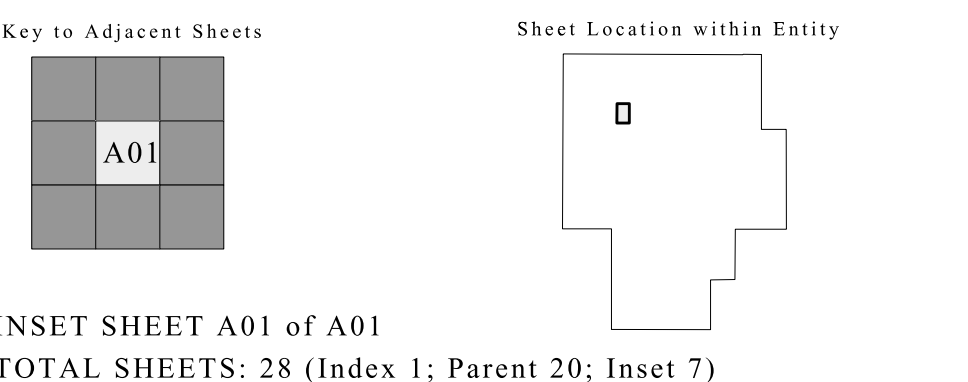 Key to Adjacent Sheets
Sheet Location within Entity
A01
INSET SHEET A01 of A01
TOTAL SHEETS: 28 (Index 1; Parent 20; Inset 7)